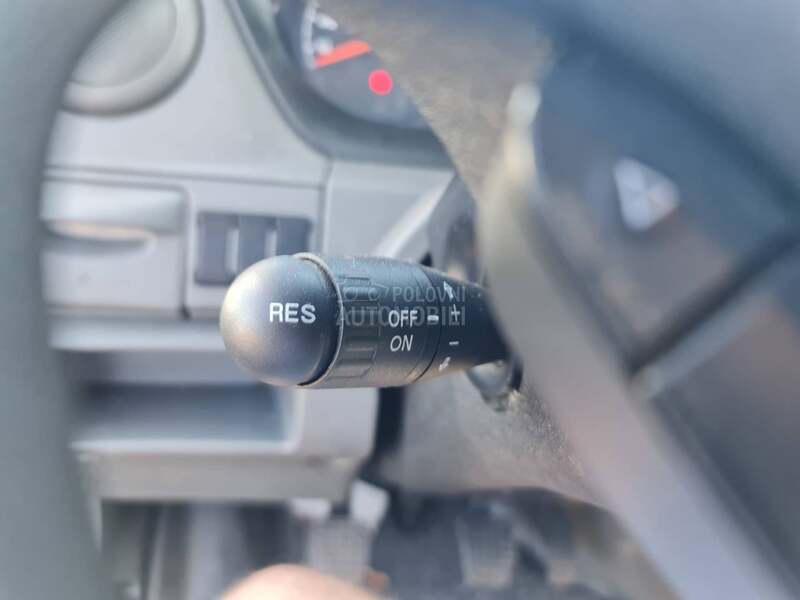 RES
OFF
ON
+
-
POLOVNI
AUTOMOBILI